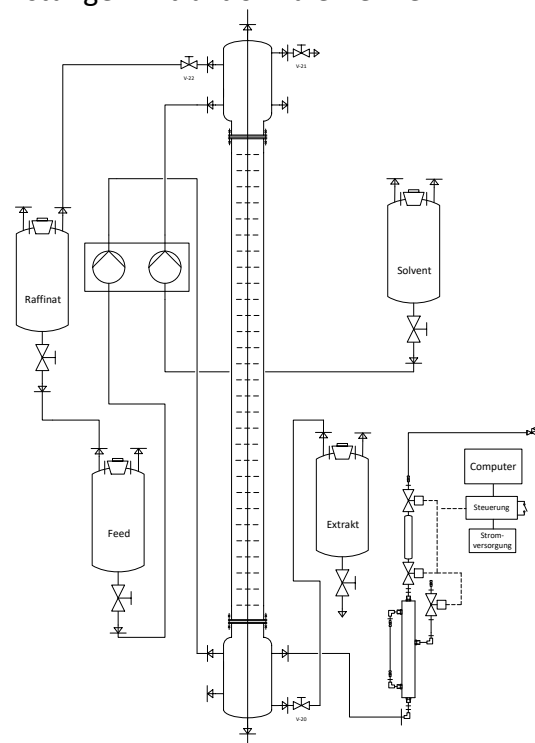 V-22
V-21
Solvent
Raffinat
Computer
Steuerung
Strom-
versorgung
Extrakt
Feed
V-20